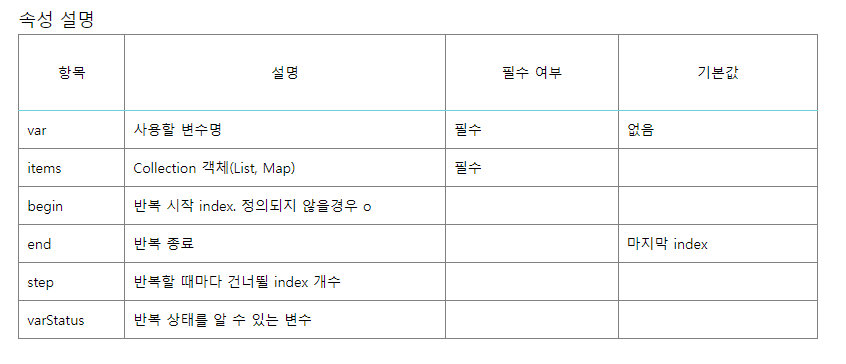 속성 설명
항목 설명 필수 여부 기본값
var 사용할 변수명 필수 없음
items Collection 객체(List, Map) 필수
begin 반복 시작 index. 정의되지 않을경우 o
end 반복 종료 마지막 index
step 반복할 때마다 건너뛸 index 개수
varStatus 반복 상태를 알 수 있는 변수